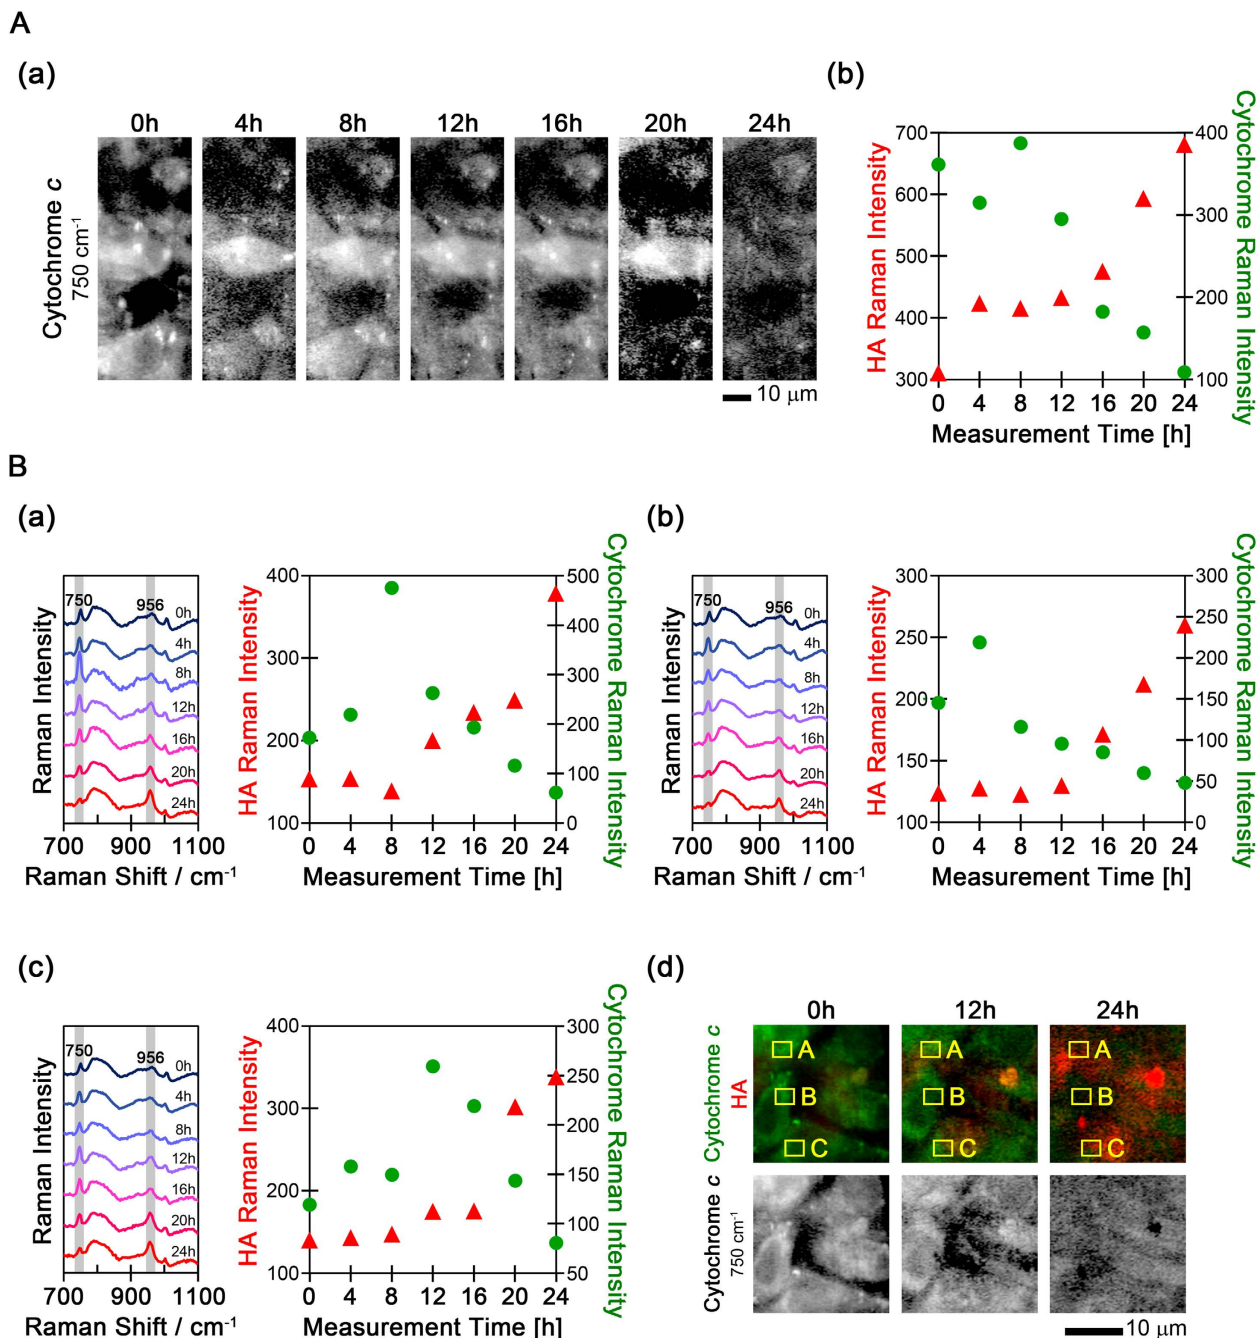 A
(a)
0h 4h 8h 12h 16h 20h 24h
Cytochrome c
750 cm-1
10 μm
(b)
HA Raman Intensity
700
600
500
400
300
Cytochrome Raman Intensity
400
300
200
100
0 4 8 12 16 20 24
Measurement Time [h]
B
(a)
Raman Intensity
750 956
0h
4h
8h
12h
16h
20h
24h
700 900 1100
Raman Shift / cm-1
HA Raman Intensity
400
300
200
100
Cytochrome Raman Intensity
500
400
300
200
100
0
0 4 8 12 16 20 24
Measurement Time [h]
(b)
Raman Intensity
750 956
0h
4h
8h
12h
16h
20h
24h
700 900 1100
Raman Shift / cm-1
HA Raman Intensity
300
250
200
150
100
Cytochrome Raman Intensity
300
250
200
150
100
50
0
0 4 8 12 16 20 24
Measurement Time [h]
(c)
Raman Intensity
750 956
0h
4h
8h
12h
16h
20h
24h
700 900 1100
Raman Shift / cm-1
HA Raman Intensity
400
300
200
100
Cytochrome Raman Intensity
300
250
200
150
100
50
0 4 8 12 16 20 24
Measurement Time [h]
(d)
0h 12h 24h
Cytochrome c
HA
A A A
B B B
C C C
Cytochrome c
750 cm-1
10 μm